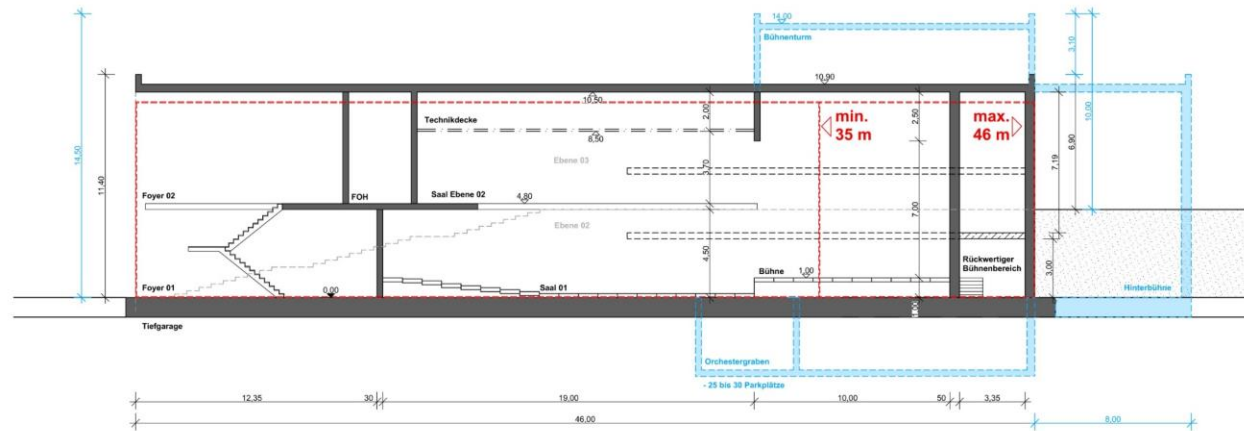 14,00
Bühnenturm
3,10
10,90
10,50
2,00
Technikdecke
8,50
min.
35 m
2,50
max.
46 m
10,00
14,50
11,40
6,90
7,19
Ebene 03
3,70
Foyer 02
FOH
Saal Ebene 02
4,80
7,00
Ebene 02
4,50
Bühne
1,00
Rückwertiger
Bühnenbereich
3,00
Foyer 01
0,00
Saal 01
Hinterbühne
Tiefgarage
Orchestergraben
- 25 bis 30 Parkplätze
12,35
30
19,00
10,00
50
3,35
46,00
8,00